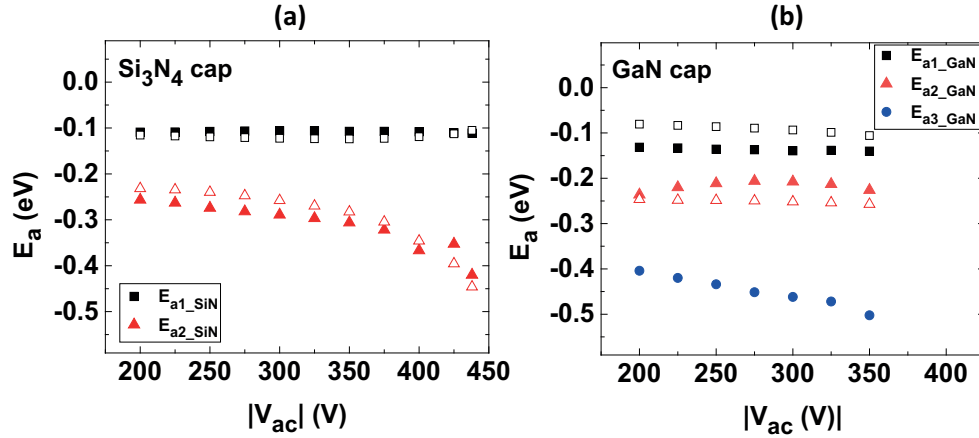 (a)
Si3N4 cap
0.0
-0.1
-0.2
-0.3
-0.4
-0.5
Ea (eV)
Ea1_SiN
Ea2_SiN
200 250 300 350 400 450
|Vac| (V)
(b)
GaN cap
Ea1_GaN
Ea2_GaN
Ea3_GaN
0.0
-0.1
-0.2
-0.3
-0.4
-0.5
Ea (eV)
200 250 300 350 400
|Vac (V)|